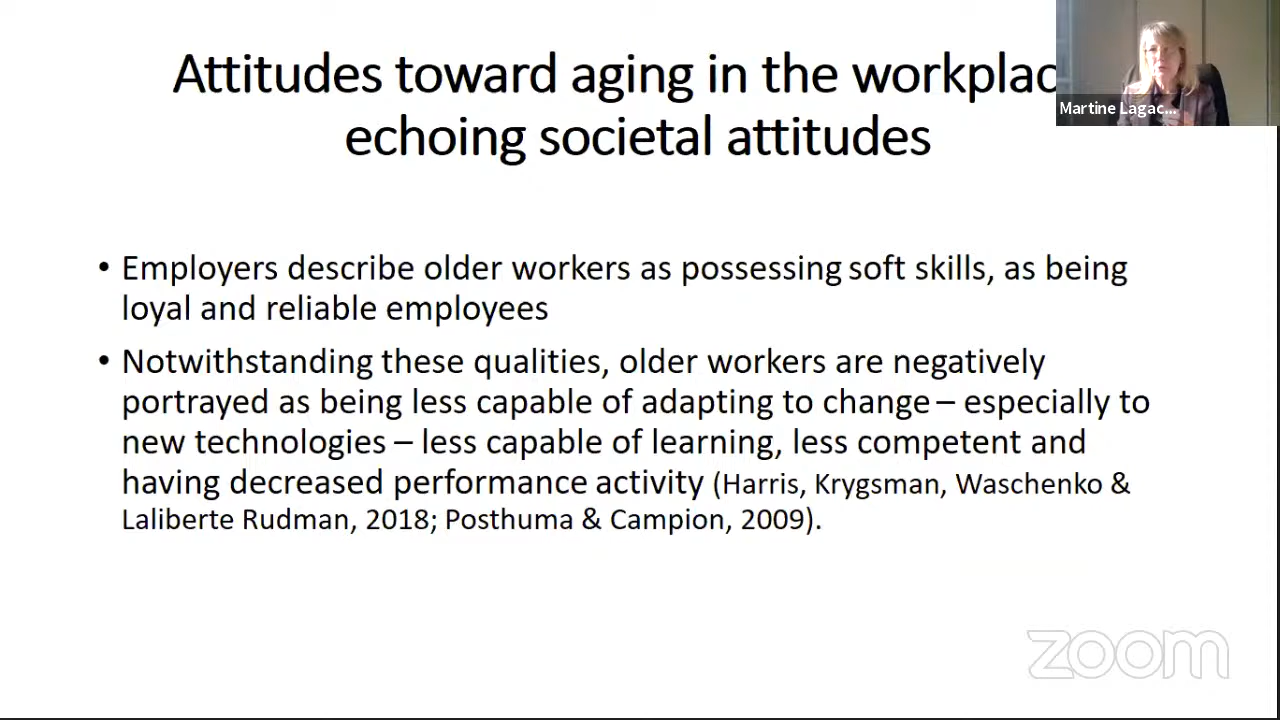 Attitudes toward aging in the workplac
echoing societal attitudes
Martine Lagac...
• Employers describe older workers as possessing soft skills, as being
loyal and reliable employees
• Notwithstanding these qualities, older workers are negatively
portrayed as being less capable of adapting to change – especially to
new technologies – less capable of learning, less competent and
having decreased performance activity (Harris, Krygsman, Waschenko &
Laliberte Rudman, 2018; Posthuma & Campion, 2009).
zoom